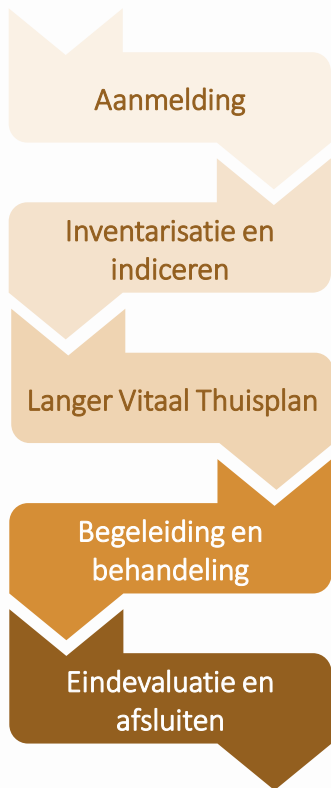 Aanmelding
Inventarisatie en
indiceren
Langer Vitaal Thuisplan
Begeleiding en
behandeling
Eindevaluatie en
afsluiten